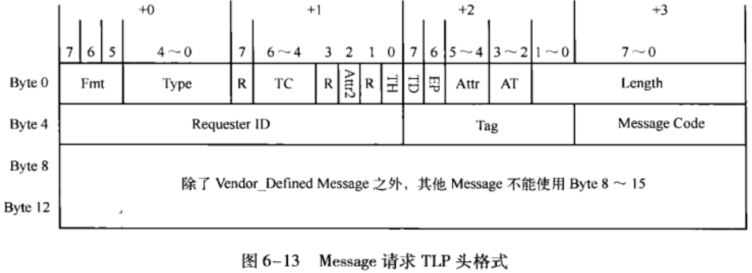 +0 +1 +2 +3
7 6 5 4～0 7 6～4 3 2 1 0 7 6 5～4 3～2 1～0 7～0
Byte 0 Fmt Type R TC R Attr2 R TH TD EP Attr AT Length
Byte 4 Requester ID Tag Message Code
Byte 8
除了 Vendor_Defined Message 之外，其他 Message 不能使用 Byte 8～15
Byte 12
图 6-13 Message 请求 TLP 头格式